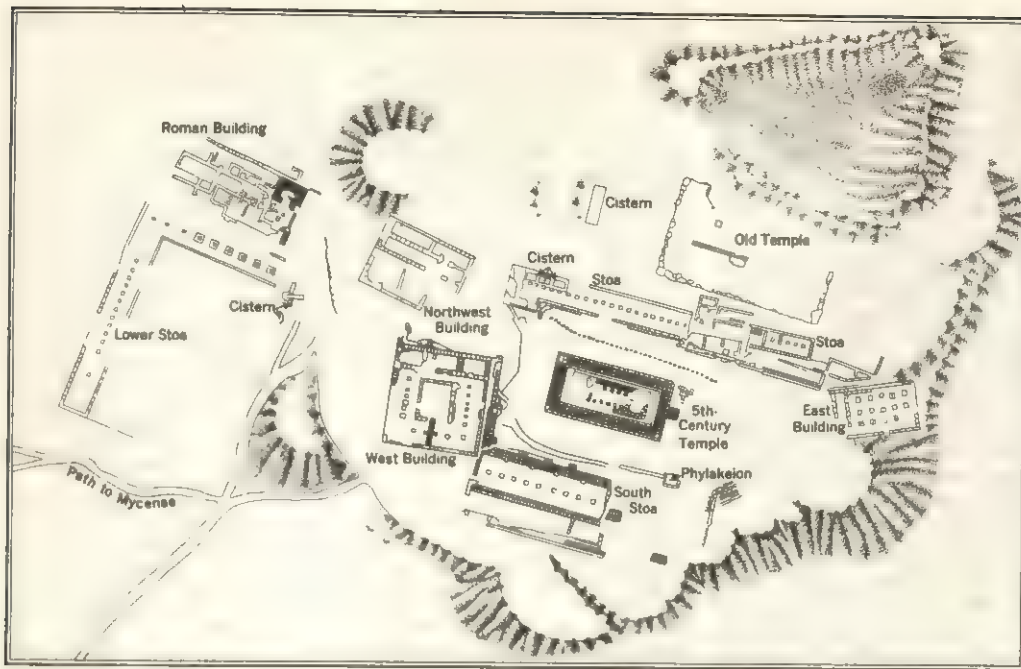 Roman Building
Cistern
Old Temple
Cistern
Stoa
Cistern
Northwest
Building
Lower Stoa
Stoa
East
Building
5th-
Century
Temple
West Building
Phylakeion
South
Stoa
Path to Mycenae